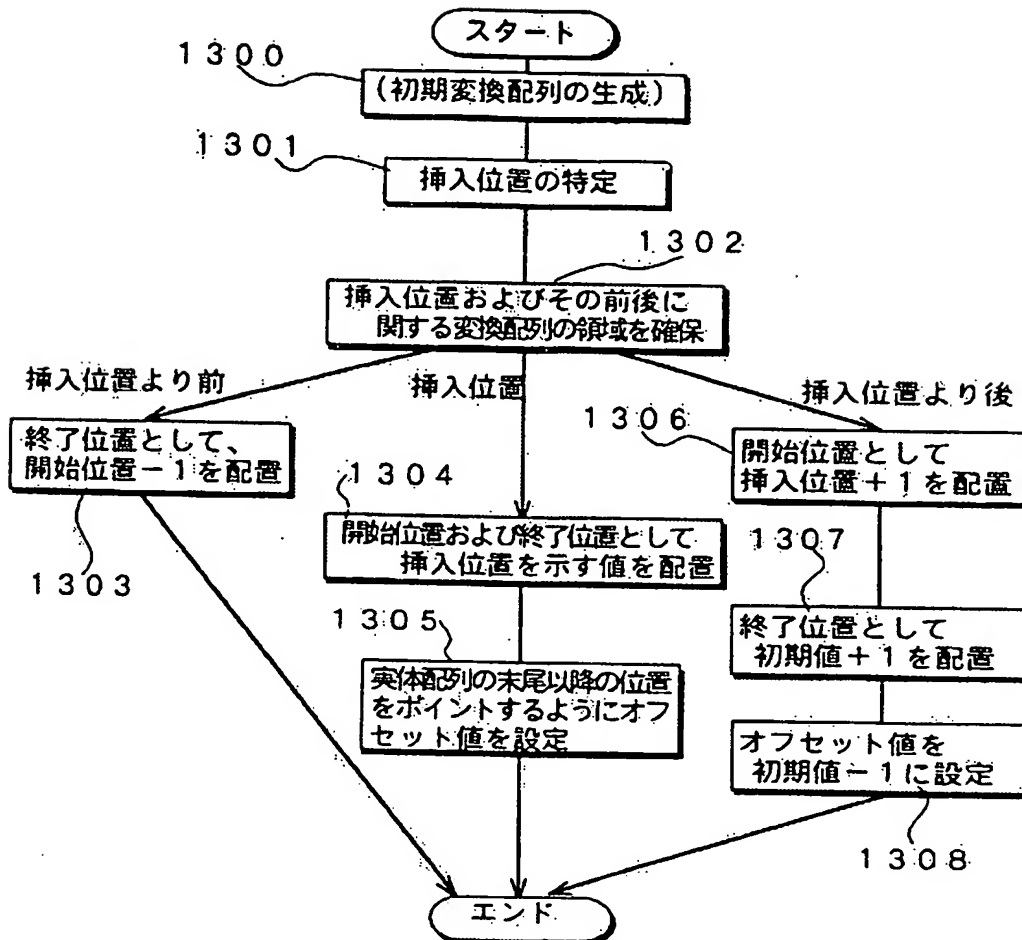 スタート
1300
(初期変換配列の生成)
1301
挿入位置の特定
1302
挿入位置およびその前後に
関する変換配列の領域を確保
挿入位置より前
挿入位置
挿入位置より後
終了位置として、
開始位置－1を配置
1303
1304
開始位置および終了位置として
挿入位置を示す値を配置
1305
実体配列の末尾以降の位置
をポイントするようにオフ
セット値を設定
1306
開始位置として
挿入位置＋1を配置
1307
終了位置として
初期値＋1を配置
オフセット値を
初期値－1に設定
1308
エンド